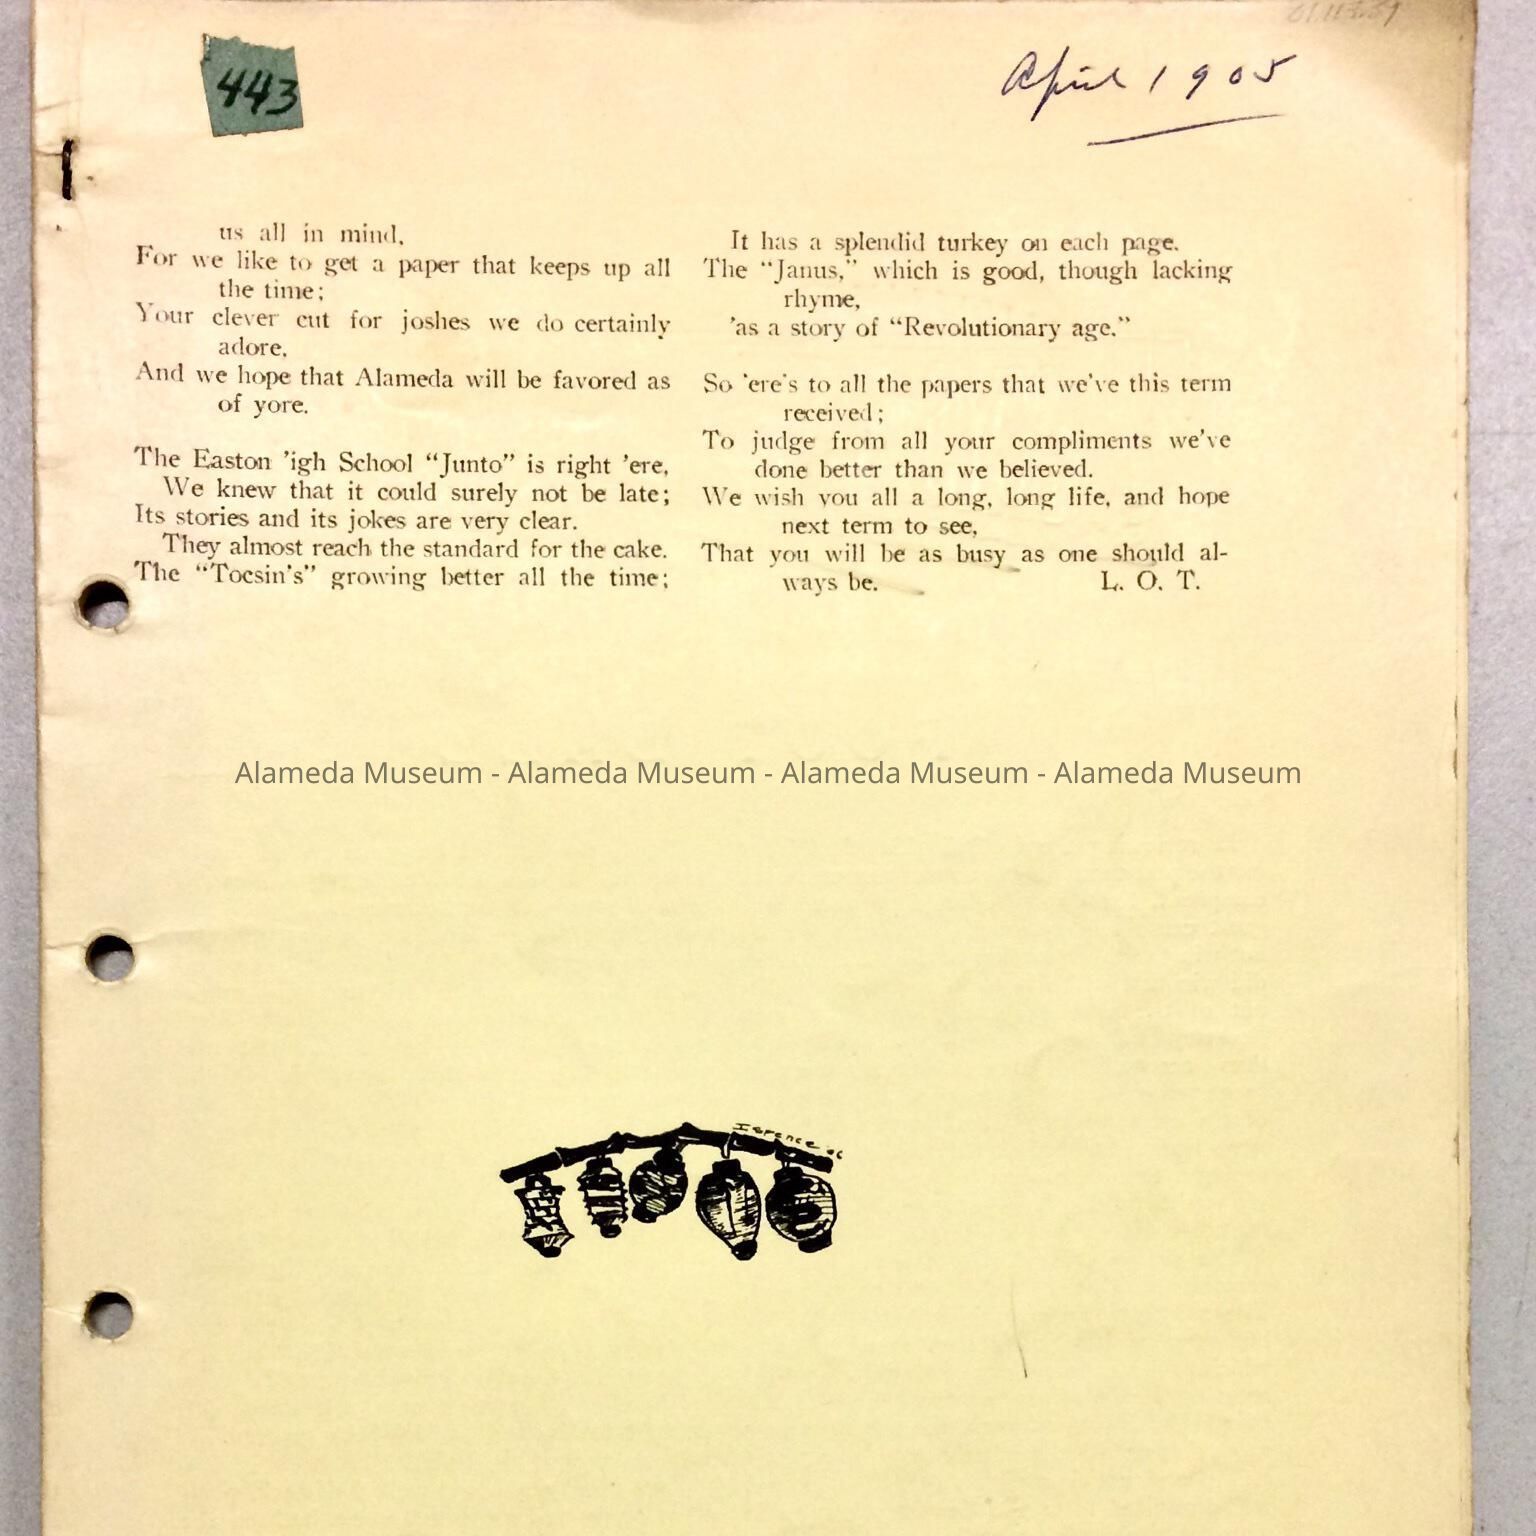 443
April 1905
us all in mind,
For we like to get a paper that keeps up all
the time;
Your clever cut for joshes we do certainly
adore,
And we hope that Alameda will be favored as
of yore.
The Easton 'igh School “Junto” is right 'ere,
We knew that it could surely not be late;
Its stories and its jokes are very clear.
They almost reach the standard for the cake.
The “Tocsin's” growing better all the time;
It has a splendid turkey on each page.
The “Janus,” which is good, though lacking
rhyme,
'as a story of “Revolutionary age.”
So 'ere's to all the papers that we've this term
received;
To judge from all your compliments we've
done better than we believed.
We wish you all a long, long life, and hope
next term to see,
That you will be as busy as one should al-
ways be. L. O. T.
Alameda Museum - Alameda Museum - Alameda Museum - Alameda Museum